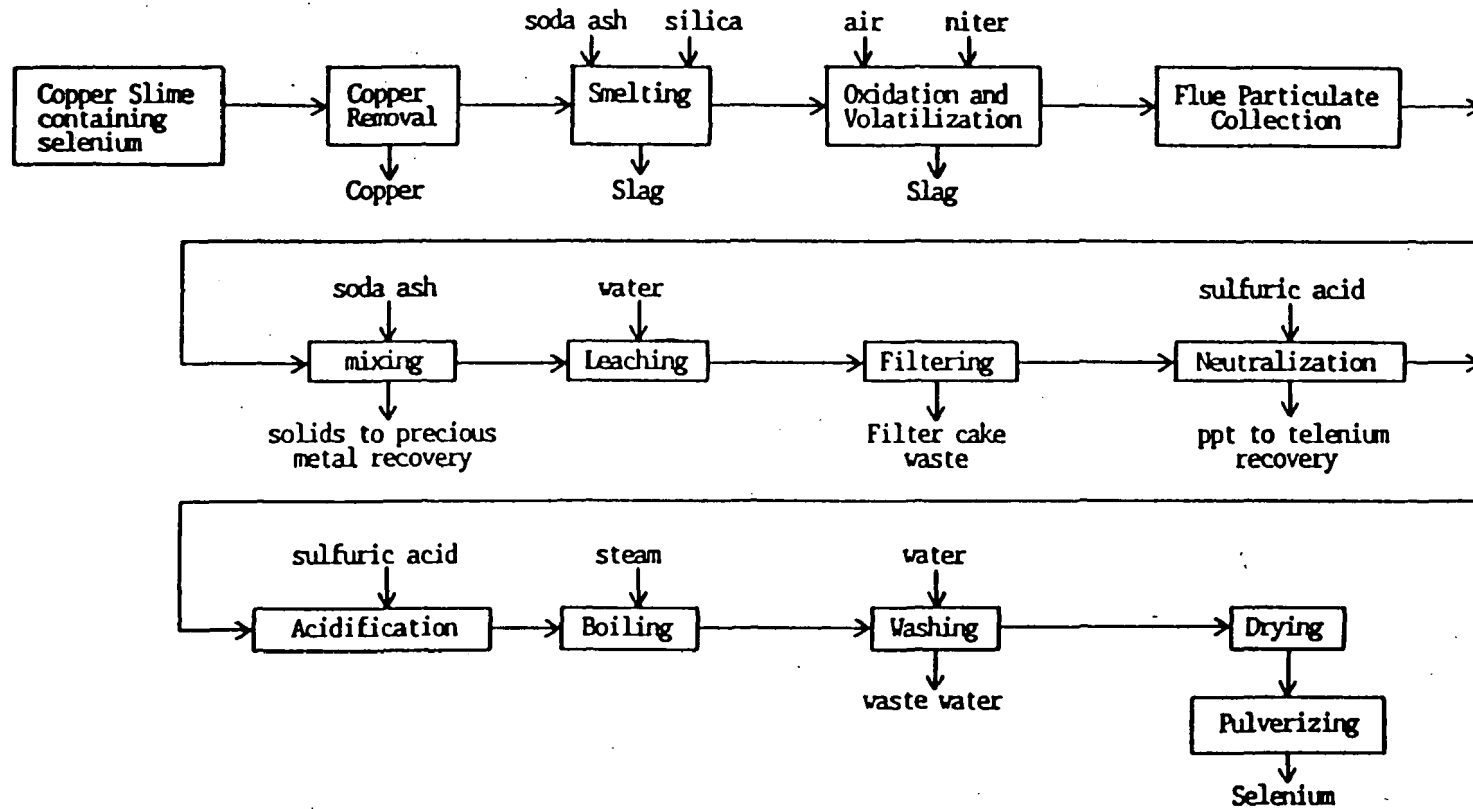 soda ash silica air niter
Copper Slime
containing
selenium
Copper
Removal
Smelting
Oxidation and
Volatilization
Flue Particulate
Collection
Copper
Slag
Slag
soda ash
water
sulfuric acid
mixing
Leaching
Filtering
Neutralization
solids to precious
metal recovery
Filter cake
waste
ppt to telenium
recovery
sulfuric acid
steam
water
Acidification
Boiling
Washing
Drying
waste water
Pulverizing
Selenium